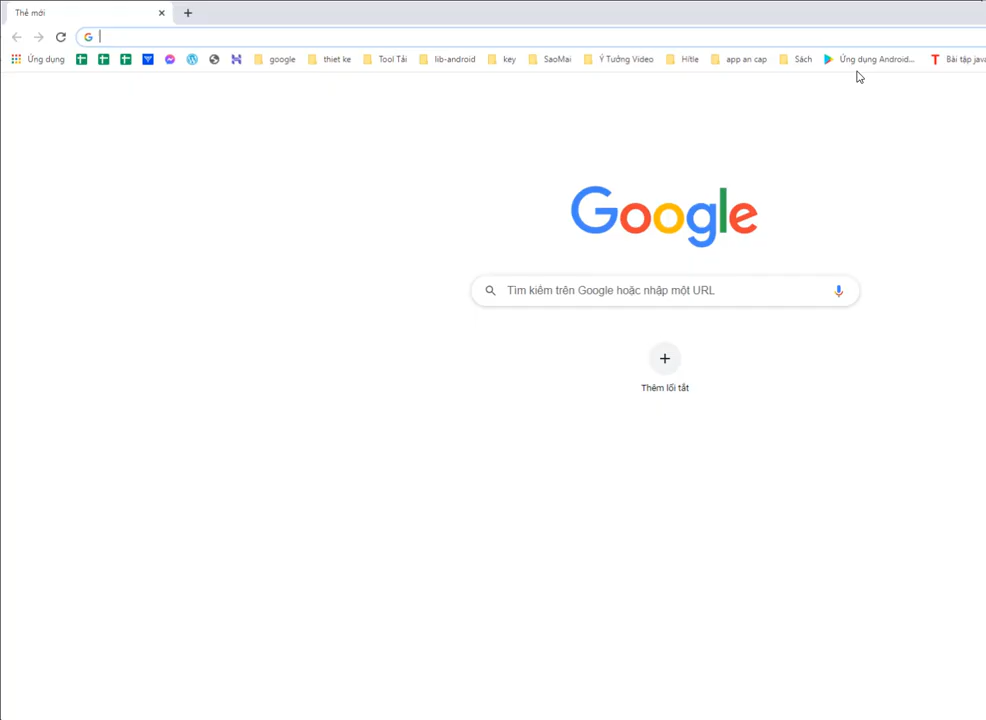 Thẻ mới
Ứng dụng google thiet ke Tool Tải lib-android key SaoMai Ý Tưởng Video Hítle app an cap Sách Ứng dụng Android... Bài tập java
Google
Tìm kiếm trên Google hoặc nhập một URL
Thêm lối tắt